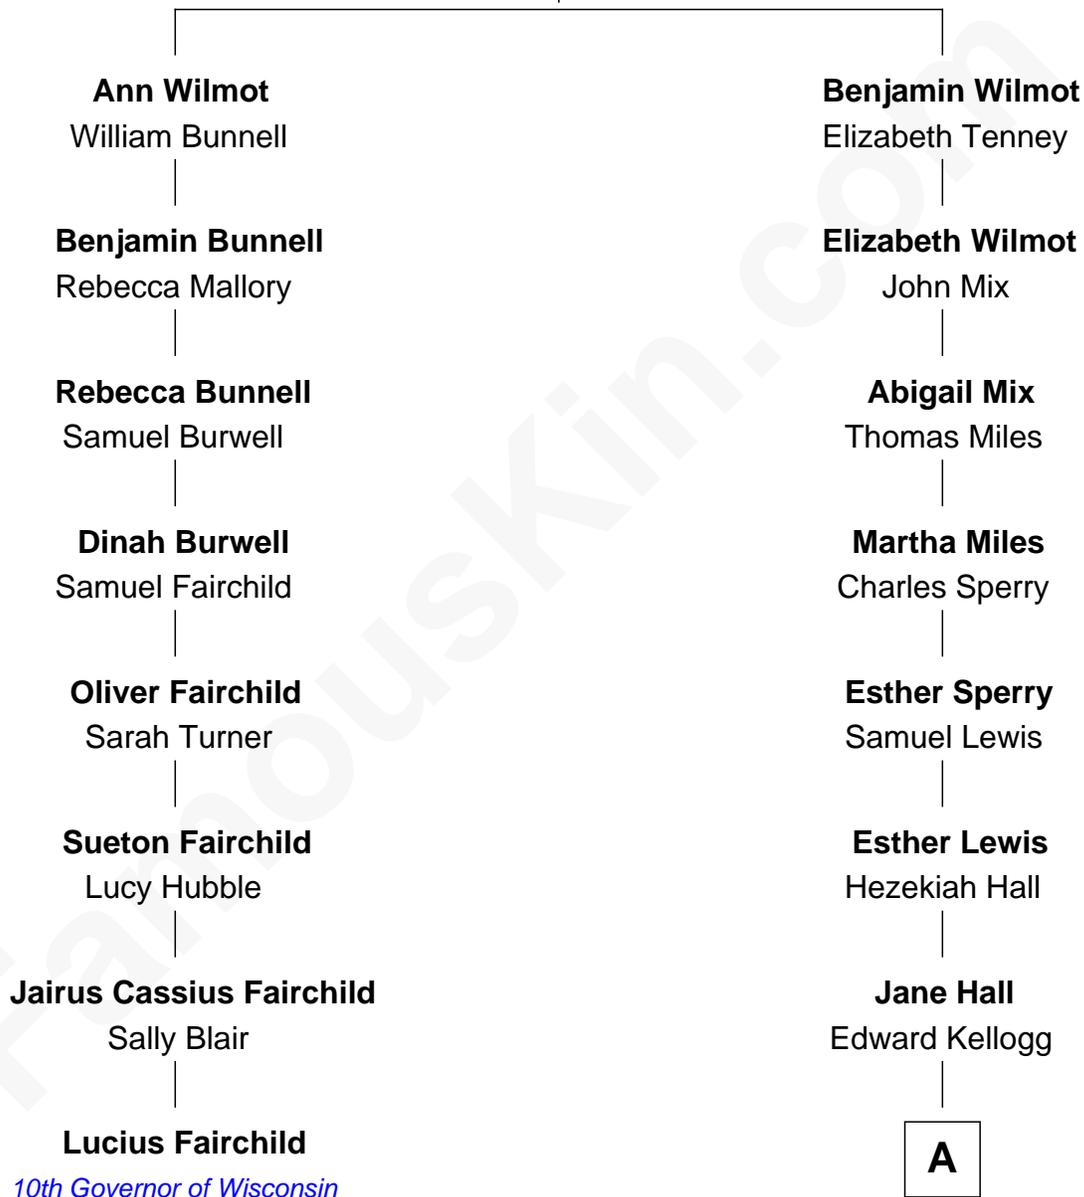 Ann Wilmot
William Bunnell
Benjamin Wilmot
Elizabeth Tenney
Benjamin Bunnell
Rebecca Mallory
Elizabeth Wilmot
John Mix
Rebecca Bunnell
Samuel Burwell
Abigail Mix
Thomas Miles
Dinah Burwell
Samuel Fairchild
Martha Miles
Charles Sperry
Oliver Fairchild
Sarah Turner
Esther Sperry
Samuel Lewis
Sueton Fairchild
Lucy Hubble
Esther Lewis
Hezekiah Hall
Jairus Cassius Fairchild
Sally Blair
Jane Hall
Edward Kellogg
Lucius Fairchild
10th Governor of Wisconsin
A
FamousKin.com